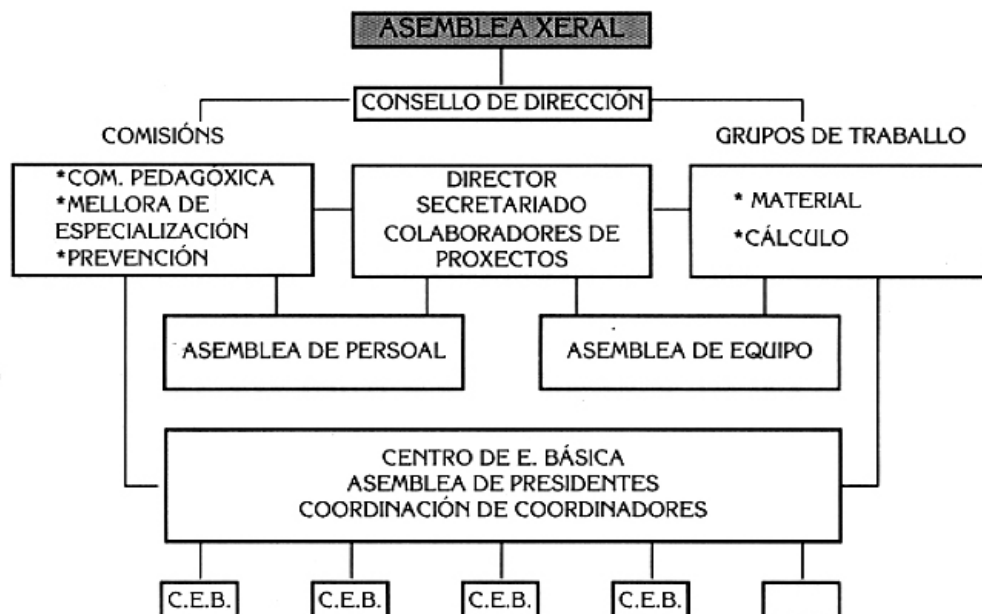 ASEMBLEA XERAL
CONSELLO DE DIRECCIÓN
COMISIÓNS
GRUPOS DE TRABALLO
*COM. PEDAGÓXICA
*MELLORA DE
ESPECIALIZACIÓN
*PREVENCIÓN
DIRECTOR
SECRETARIADO
COLABORADORES DE
PROXECTOS
* MATERIAL
*CÁLCULO
ASEMBLEA DE PERSOAL
ASEMBLEA DE EQUIPO
CENTRO DE E. BÁSICA
ASEMBLEA DE PRESIDENTES
COORDINACIÓN DE COORDINADORES
C.E.B.
C.E.B.
C.E.B.
C.E.B.